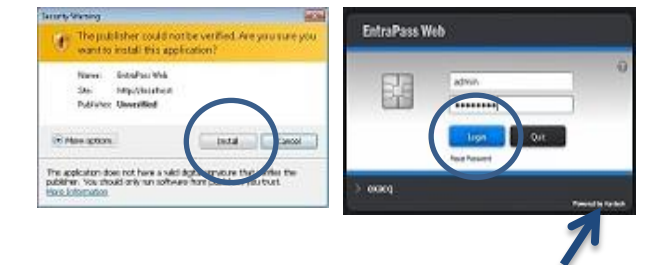 Security Warning
The publisher could not be verified. Are you sure you
want to install this application?
Name: EntraPass Web
Site: http://localhost
Publisher: Unverified
More options
Install
Cancel
The application does not have a valid digital signature that verifies the
publisher. You should only run software from publishers you trust.
More Information
EntraPass Web
admin
Login
Quit
exacq
Powered by Kantech